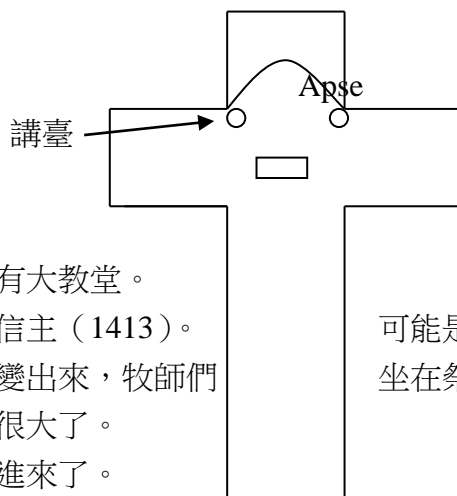 Apse
講臺
有大教堂。
信主（1413）。
可能是
變出來，牧師們
坐在祭
很大了。
進來了。